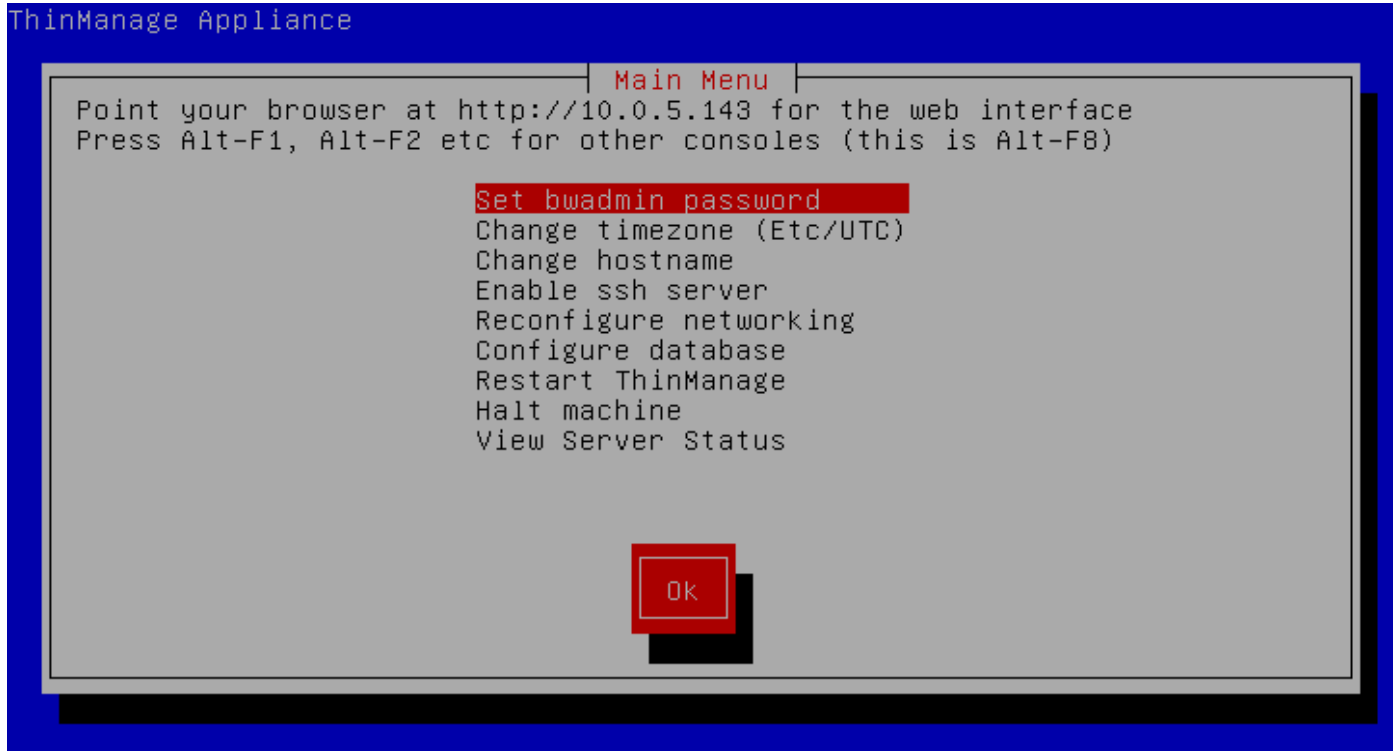 ThinManage Appliance
Main Menu
Point your browser at http://10.0.5.143 for the web interface
Press Alt-F1, Alt-F2 etc for other consoles (this is Alt-F8)
Set bwadmin password
Change timezone (Etc/UTC)
Change hostname
Enable ssh server
Reconfigure networking
Configure database
Restart ThinManage
Halt machine
View Server Status
Ok